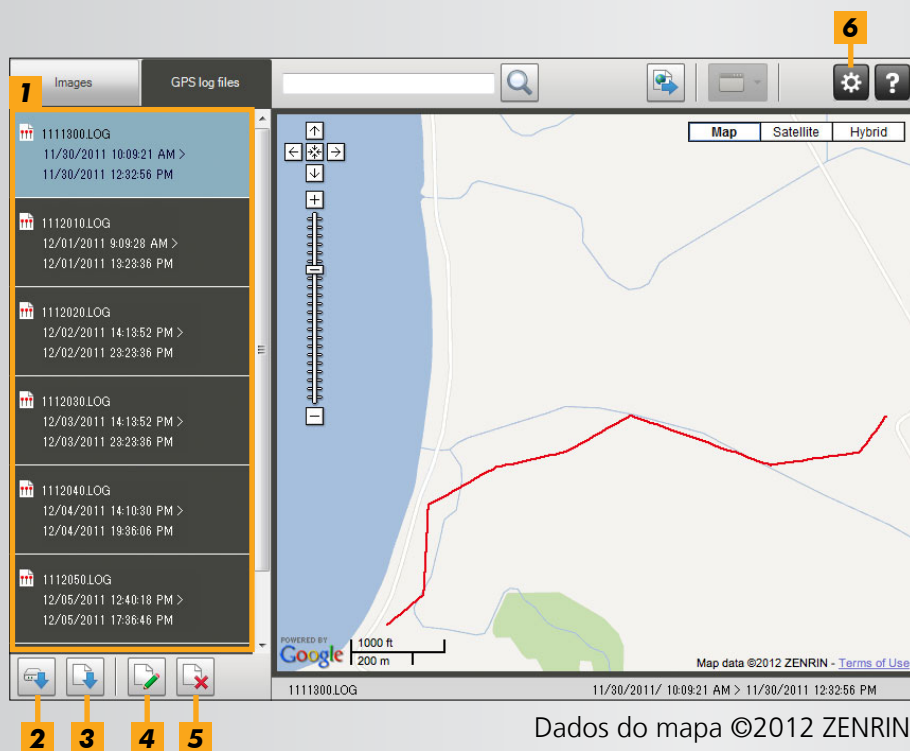 6
1
Images
GPS log files
?
1111300.LOG
11/30/2011 10:09:21 AM >
11/30/2011 12:32:56 PM
1112010.LOG
12/01/2011 9:09:28 AM >
12/01/2011 13:23:36 PM
1112020.LOG
12/02/2011 14:13:52 PM >
12/02/2011 23:23:36 PM
1112030.LOG
12/03/2011 14:13:52 PM >
12/03/2011 23:23:36 PM
1112040.LOG
12/04/2011 14:10:30 PM >
12/04/2011 19:36:06 PM
1112050.LOG
12/05/2011 12:40:18 PM >
12/05/2011 17:36:46 PM
Map
Satellite
Hybrid
POWERED BY
Google
1000 ft
200 m
Map data ©2012 ZENRIN - Terms of Use
1111300.LOG
11/30/2011/ 10:09:21 AM > 11/30/2011 12:32:56 PM
2
3
4
5
Dados do mapa ©2012 ZENRIN